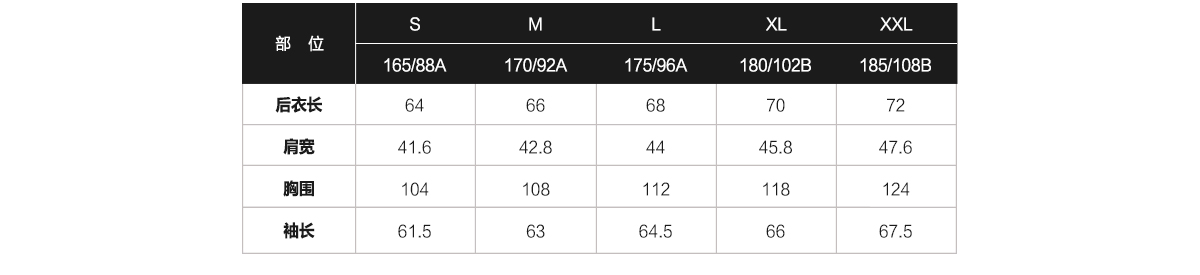 部 位 S M L XL XXL
165/88A 170/92A 175/96A 180/102B 185/108B
后衣长 64 66 68 70 72
肩宽 41.6 42.8 44 45.8 47.6
胸围 104 108 112 118 124
袖长 61.5 63 64.5 66 67.5